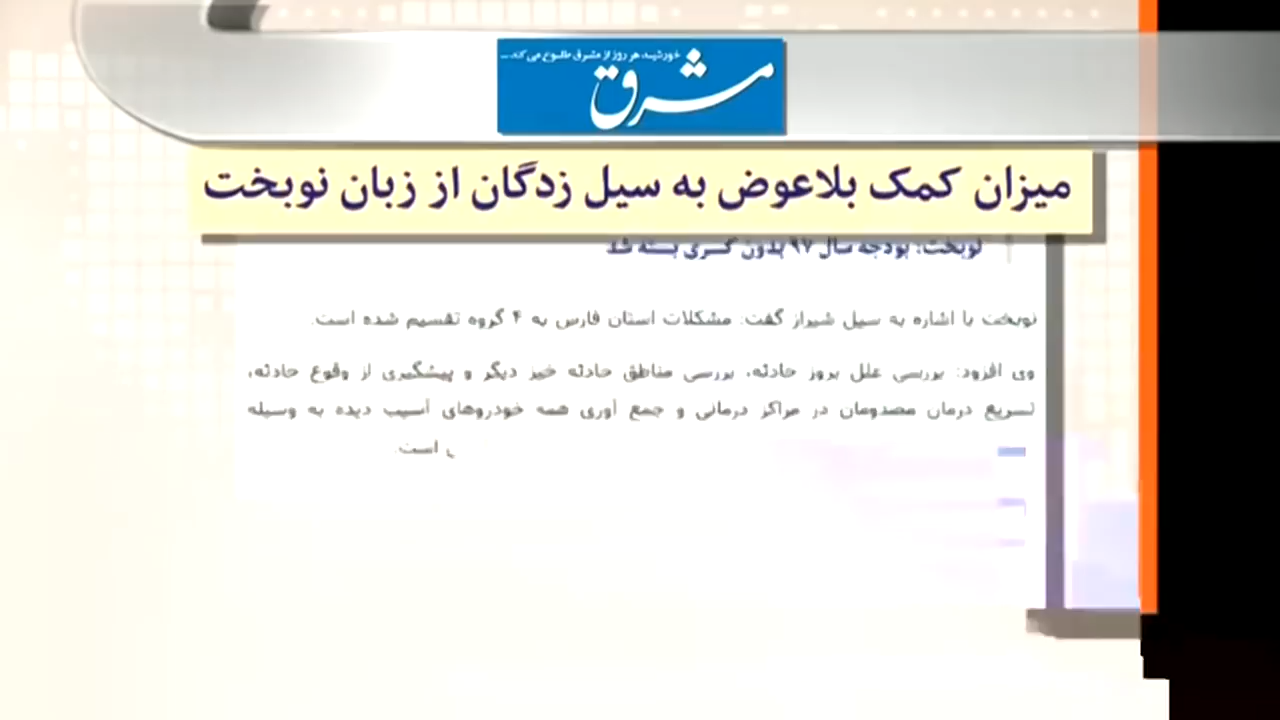 خورشید هر روز از مشرق طلوع می کند...
مشرق
میزان کمک بلاعوض به سیل زدگان از زبان نوبخت
نوبخت: بودجه سال ۹۷ بدون کسری بسته شد
نوبخت با اشاره به سیل شیراز گفت: مشکلات استان فارس به ۴ گروه تقسیم شده است.
وی افزود: بررسی علل بروز حادثه، بررسی مناطق حادثه خیز دیگر و پیشگیری از وقوع حادثه،
تسریع درمان مصدومان در مراکز درمانی و جمع آوری همه خودروهای آسیب دیده به وسیله
است.